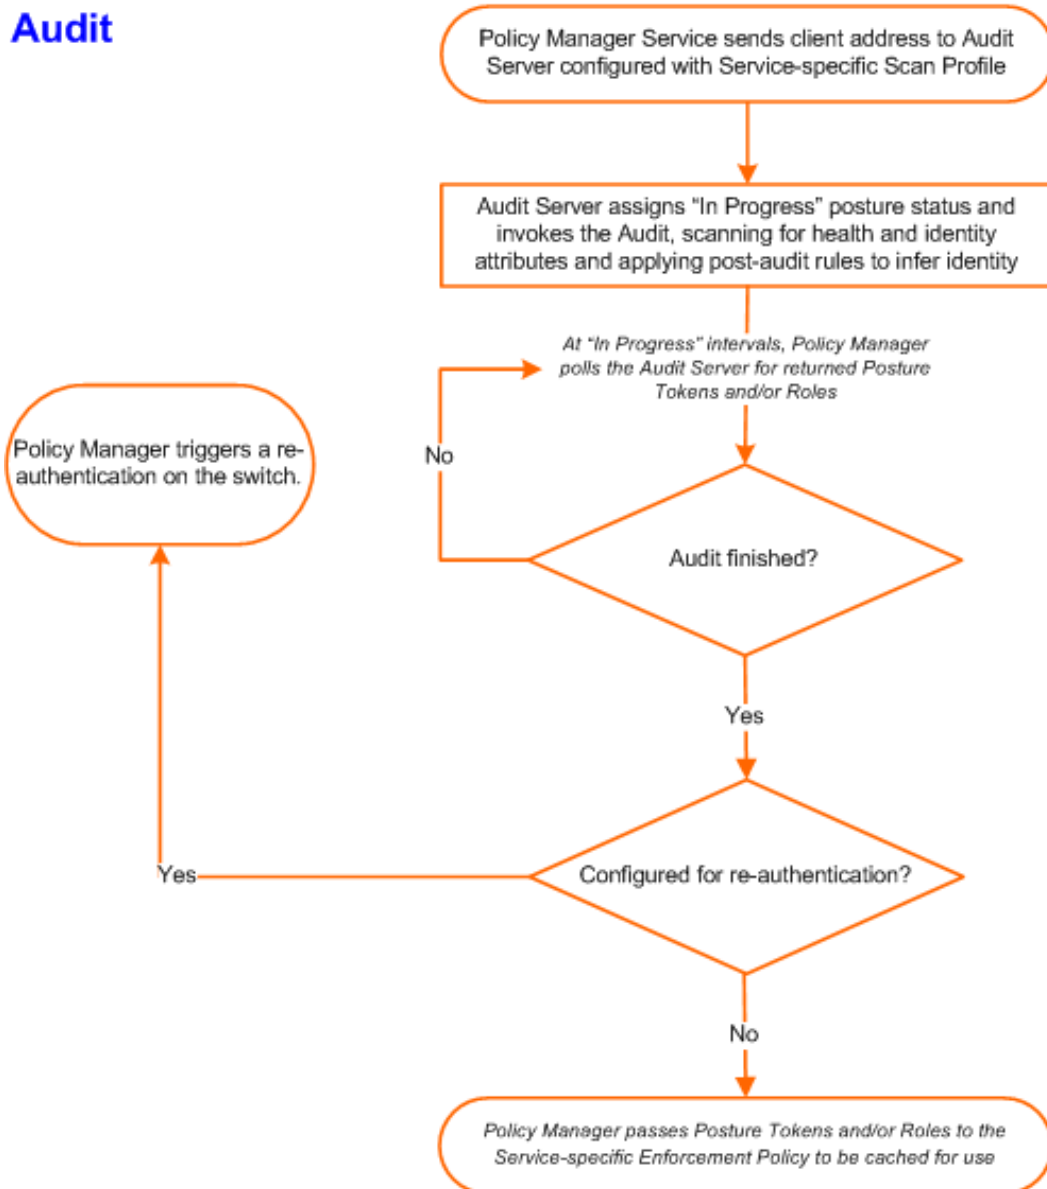 Audit
Policy Manager Service sends client address to Audit
Server configured with Service-specific Scan Profile
Audit Server assigns “In Progress” posture status and
invokes the Audit, scanning for health and identity
attributes and applying post-audit rules to infer identity
At “In Progress” intervals, Policy Manager
polls the Audit Server for returned Posture
Tokens and/or Roles
No
Policy Manager triggers a re-
authentication on the switch.
Audit finished?
Yes
Configured for re-authentication?
Yes
No
Policy Manager passes Posture Tokens and/or Roles to the
Service-specific Enforcement Policy to be cached for use